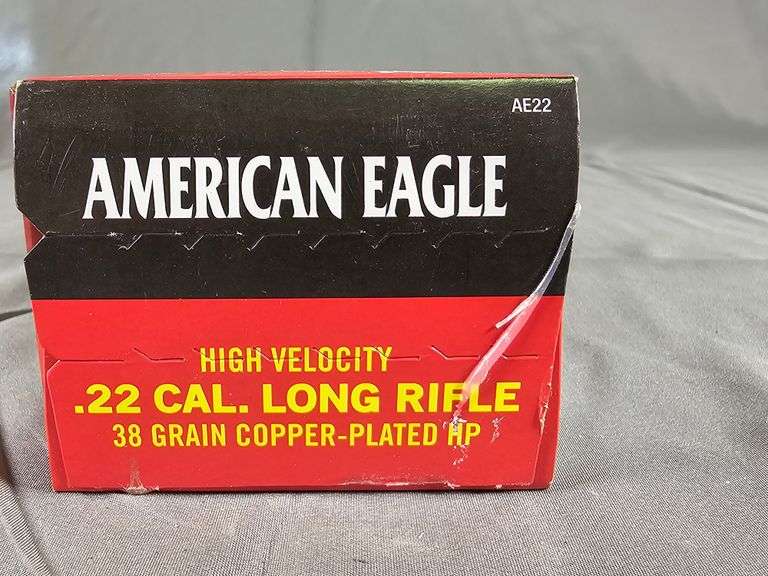 AE22
AMERICAN EAGLE
HIGH VELOCITY
.22 CAL. LONG RIFLE
38 GRAIN COPPER-PLATED HP